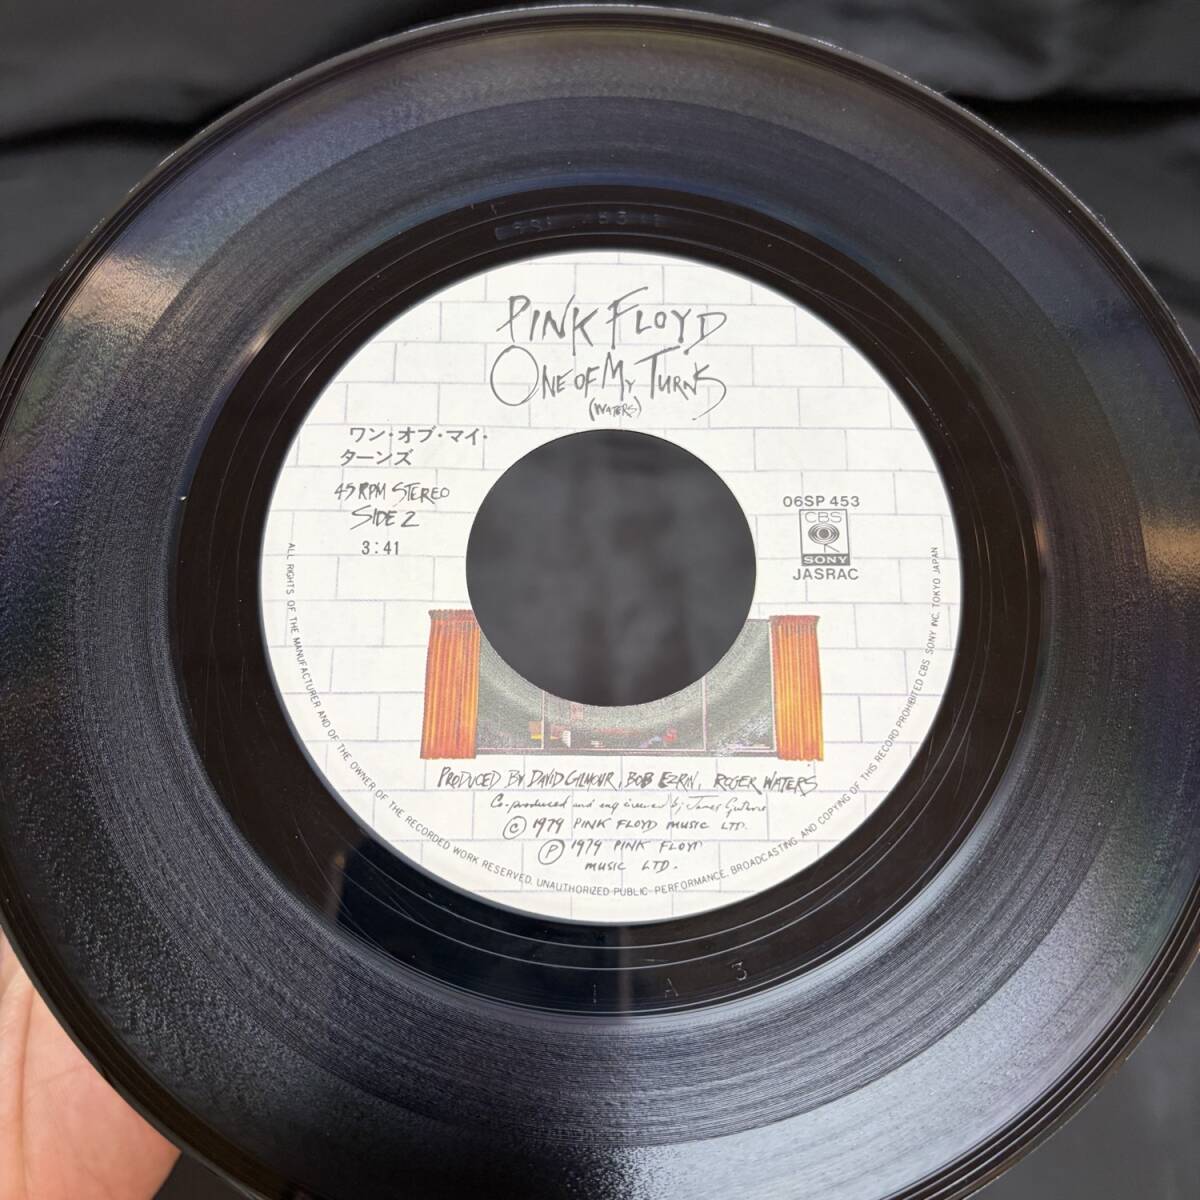 PINK FLOYD
ONE OF MY TURNS
(WATERS)
ワン・オブ・マイ・
ターンズ
45 RPM STEREO
SIDE 2
3:41
06SP 453
CBS
SONY
JASRAC
PRODUCED BY DAVID GILMOUR, BOB EZRIN, ROGER WATERS
Co-produced and engineered by James Guthrie
© 1979 PINK FLOYD MUSIC LTD.
℗ 1979 PINK FLOYD
MUSIC LTD.
ALL RIGHTS OF THE MANUFACTURER AND OF THE OWNER OF THE RECORDED WORK RESERVED. UNAUTHORIZED PUBLIC PERFORMANCE, BROADCASTING AND COPYING OF THIS RECORD PROHIBITED CBS SONY INC. TOKYO JAPAN
1 A 3